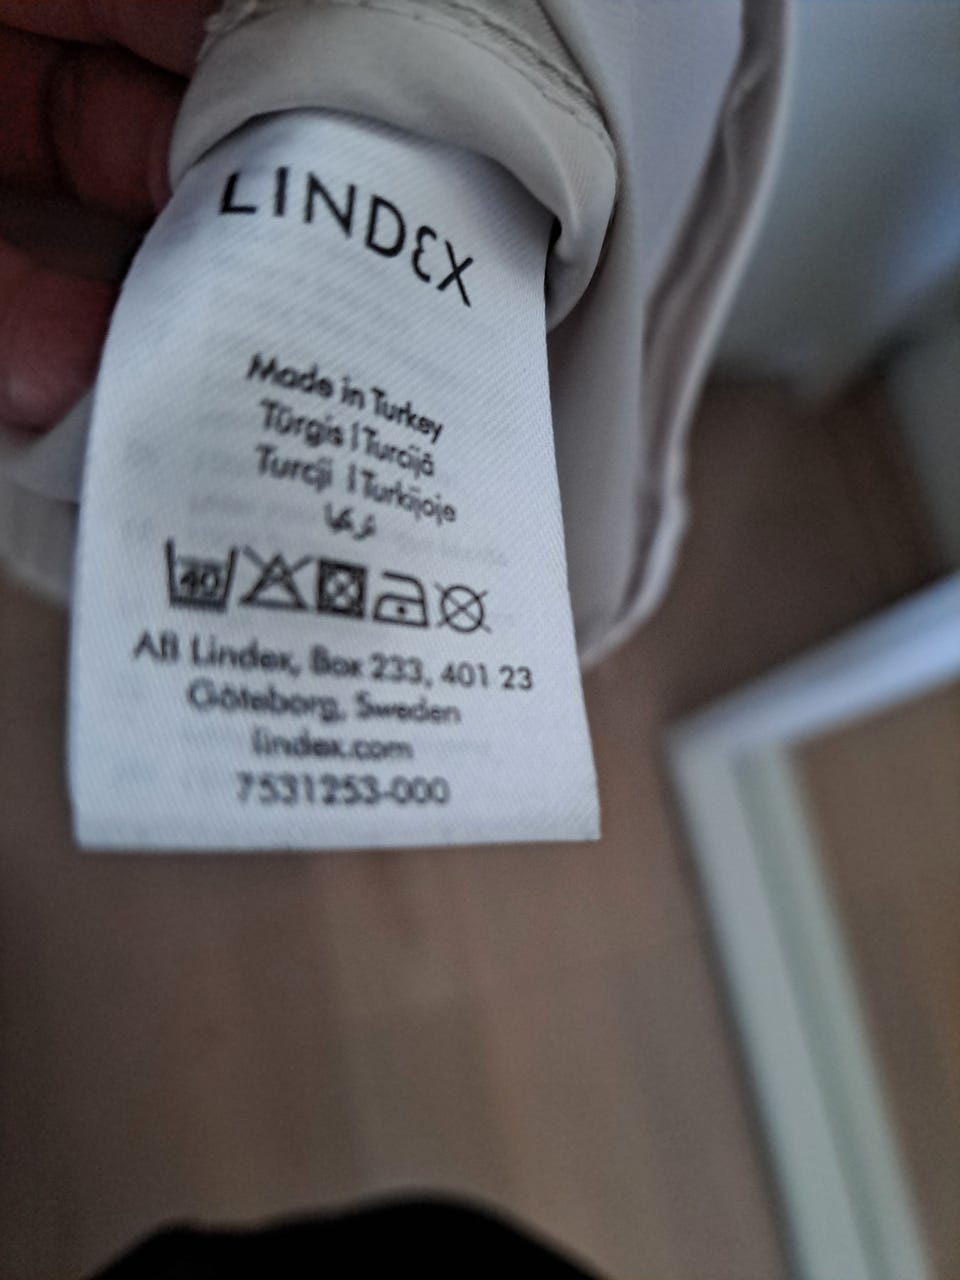 LINDEX
Made in Turkey
Türgis | Turcijā
Turcji | Turkijoje
تركيا
40
AB Lindex, Box 233, 401 23
Göteborg, Sweden
lindex.com
7531253-000